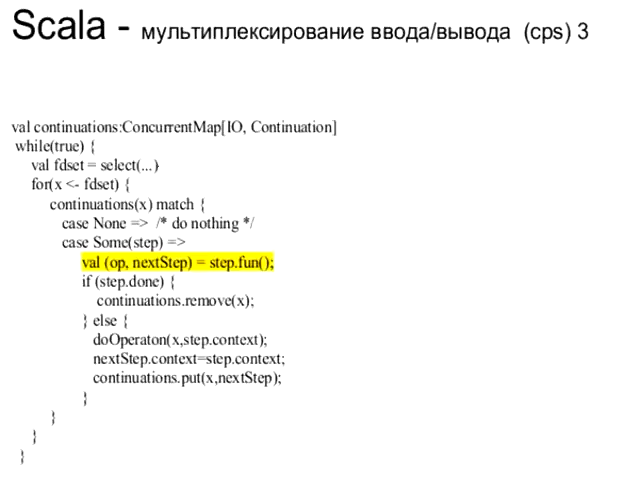 Scala - мультиплексирование ввода/вывода (cps) 3
val continuations:ConcurrentMap[IO, Continuation]
while(true) {
val fdset = select(...)
for(x <- fdset) {
continuations(x) match {
case None => /* do nothing */
case Some(step) =>
val (op, nextStep) = step.fun();
if (step.done) {
continuations.remove(x);
} else {
doOperaton(x,step.context);
nextStep.context=step.context;
continuations.put(x,nextStep);
}
}
}
}